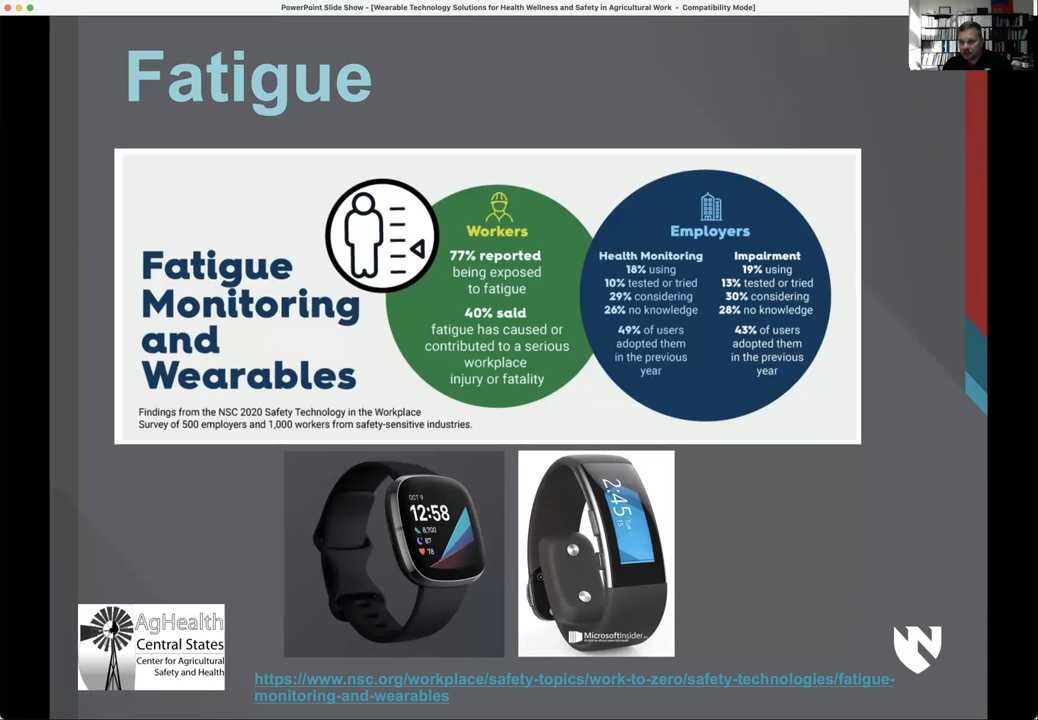 PowerPoint Slide Show - [Wearable Technology Solutions for Health Wellness and Safety in Agricultural Work - Compatibility Mode]
Fatigue
Fatigue
Monitoring
and
Wearables
Findings from the NSC 2020 Safety Technology in the Workplace
Survey of 500 employers and 1,000 workers from safety-sensitive industries.
Workers
77% reported
being exposed
to fatigue
40% said
fatigue has caused or
contributed to a serious
workplace
injury or fatality
Employers
Health Monitoring
18% using
10% tested or tried
29% considering
26% no knowledge
49% of users
adopted them
in the previous
year
Impairment
19% using
13% tested or tried
30% considering
28% no knowledge
43% of users
adopted them
in the previous
year
OCT 9
12:58
8,700
87
78
2:45
15 Tue
MicrosoftInsider
AgHealth
Central States
Center for Agricultural
Safety and Health
N
https://www.nsc.org/workplace/safety-topics/work-to-zero/safety-technologies/fatigue-
monitoring-and-wearables